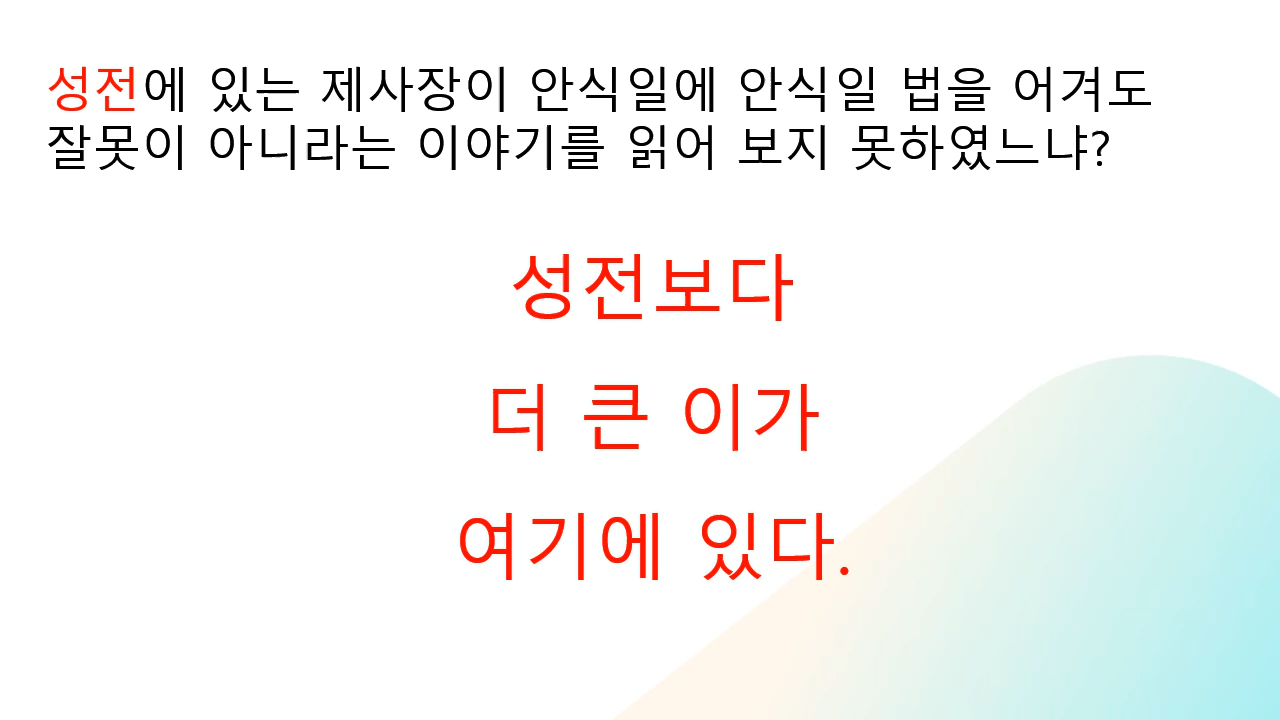 성전에 있는 제사장이 안식일에 안식일 법을 어겨도
잘못이 아니라는 이야기를 읽어 보지 못하였느냐?
성전보다
더 큰 이가
여기에 있다.